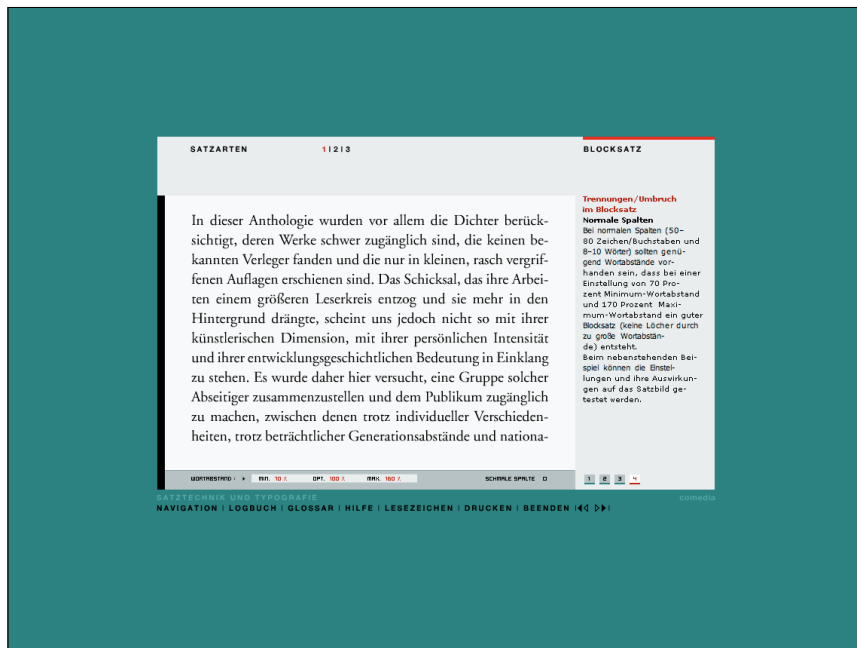 SATZARTEN 1|2|3 BLOCKSATZ
In dieser Anthologie wurden vor allem die Dichter berück-
sichtigt, deren Werke schwer zugänglich sind, die keinen be-
kannten Verleger fanden und die nur in kleinen, rasch vergrif-
fenen Auflagen erschienen sind. Das Schicksal, das ihre Arbei-
ten einem größeren Leserkreis entzog und sie mehr in den
Hintergrund drängte, scheint uns jedoch nicht so mit ihrer
künstlerischen Dimension, mit ihrer persönlichen Intensität
und ihrer entwicklungsgeschichtlichen Bedeutung in Einklang
zu stehen. Es wurde daher hier versucht, eine Gruppe solcher
Abseitiger zusammenzustellen und dem Publikum zugänglich
zu machen, zwischen denen trotz individueller Verschieden-
heiten, trotz beträchtlicher Generationsabstände und nationa-
Trennungen/Umbruch
im Blocksatz
Normale Spalten
Bei normalen Spalten (50–
80 Zeichen/Buchstaben und
8–10 Wörter) sollten genü-
gend Wortabstände vor-
handen sein, dass bei einer
Einstellung von 70 Pro-
zent Minimum-Wortabstand
und 170 Prozent Maxi-
mum-Wortabstand ein guter
Blocksatz (keine Löcher durch
zu große Wortabstän-
de) entsteht.
Beim nebenstehenden Bei-
spiel können die Einstel-
lungen und ihre Auswirkun-
gen auf das Satzbild ge-
testet werden.
WORTABSTAND: MIN. 70 % OPT. 100 % MAX. 160 % SCHMALE SPALTE 1 2 3 4
SATZTECHNIK UND TYPOGRAFIE comedia
NAVIGATION | LOGBUCH | GLOSSAR | HILFE | LESEZEICHEN | DRUCKEN | BEENDEN